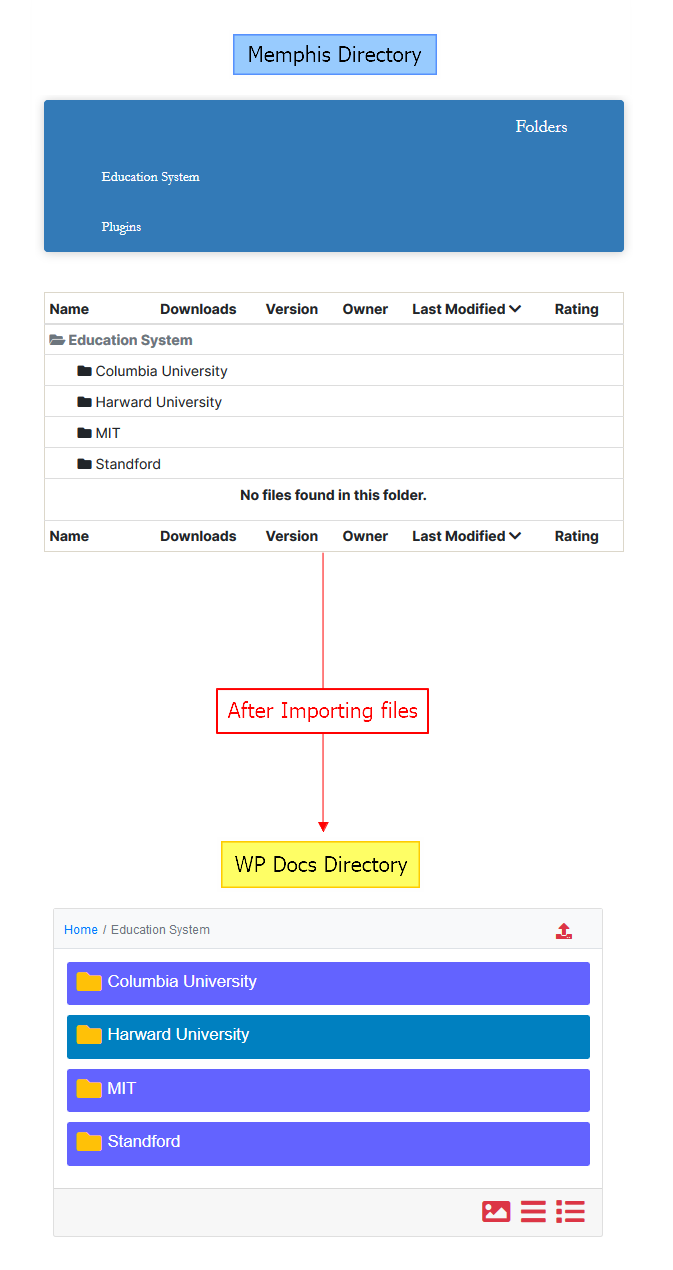 Memphis Directory
Folders
Education System
Plugins
Name Downloads Version Owner Last Modified Rating
Education System
Columbia University
Harward University
MIT
Standford
No files found in this folder.
Name Downloads Version Owner Last Modified Rating
After Importing files
WP Docs Directory
Home / Education System
Columbia University
Harward University
MIT
Standford